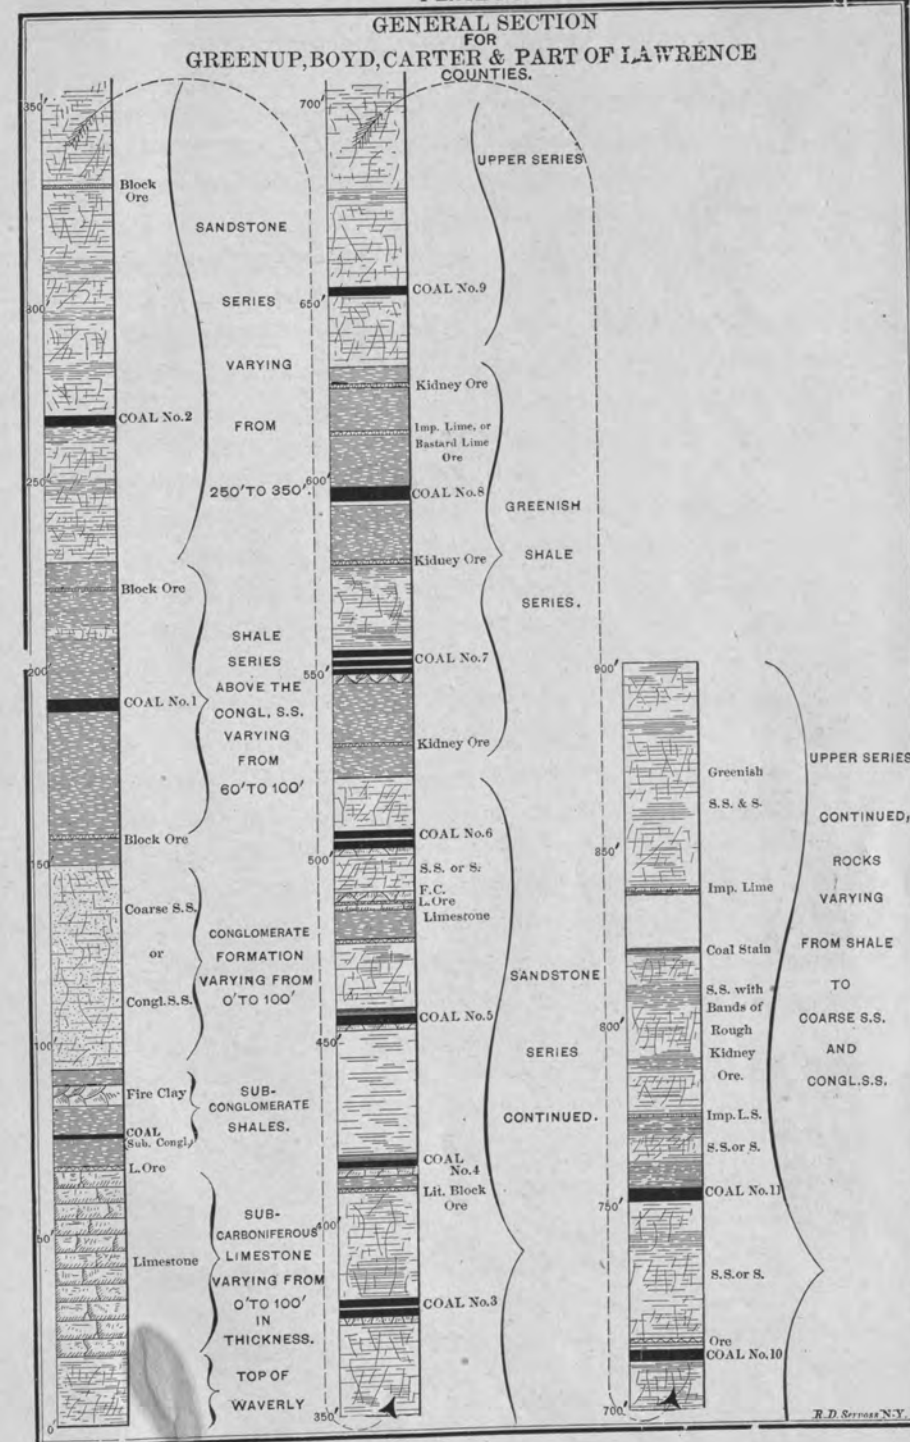 GENERAL SECTION
FOR
GREENUP, BOYD, CARTER & PART OF LAWRENCE
COUNTIES.
350'
Block
Ore
SANDSTONE
SERIES
300'
VARYING
COAL No.2
FROM
250'
250' TO 350'.
Block Ore
SHALE
SERIES
ABOVE THE
CONGL, S.S.
VARYING
FROM
60' TO 100'
200'
COAL No.1
Block Ore
150'
Coarse S.S.
or
Congl.S.S.
CONGLOMERATE
FORMATION
VARYING FROM
0' TO 100'
100'
Fire Clay
COAL
(Sub. Congl.)
SUB-
CONGLOMERATE
SHALES.
L.Ore
50'
Limestone
SUB-
CARBONIFEROUS
LIMESTONE
VARYING FROM
0' TO 100'
IN
THICKNESS.
TOP OF
WAVERLY
0'
700'
UPPER SERIES
COAL No.9
650'
Kidney Ore
Imp. Lime, or
Bastard Lime
Ore
600'
COAL No.8
GREENISH
SHALE
SERIES.
Kidney Ore
COAL No.7
550'
Kidney Ore
COAL No.6
500'
S.S. or S.
F.C.
L.Ore
Limestone
SANDSTONE
SERIES
CONTINUED.
COAL No.5
450'
COAL
No.4
Lit. Block
Ore
400'
COAL No.3
350'
900'
Greenish
S.S. & S.
UPPER SERIES
CONTINUED,
ROCKS
VARYING
FROM SHALE
TO
COARSE S.S.
AND
CONGL.S.S.
850'
Imp. Lime
Coal Stain
S.S. with
Bands of
Rough
Kidney
Ore.
800'
Imp.L.S.
S.S.or S.
COAL No.11
750'
S.S.or S.
Ore
COAL No.10
700'
R.D. Servoss N.Y.